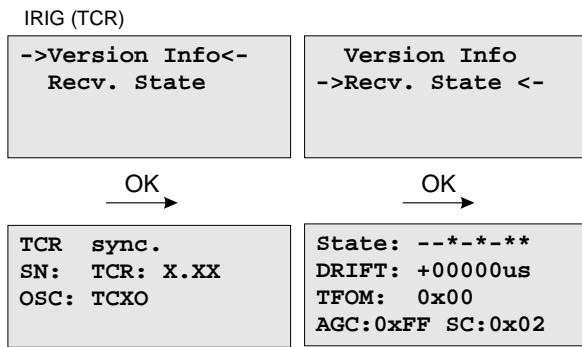 IRIG (TCR)
->Version Info<-
Recv. State
Version Info
->Recv. State <-
OK
OK
TCR sync.
SN: TCR: X.XX
OSC: TCXO
State: --*-*-**
DRIFT: +00000us
TFOM: 0x00
AGC:0xFF SC:0x02